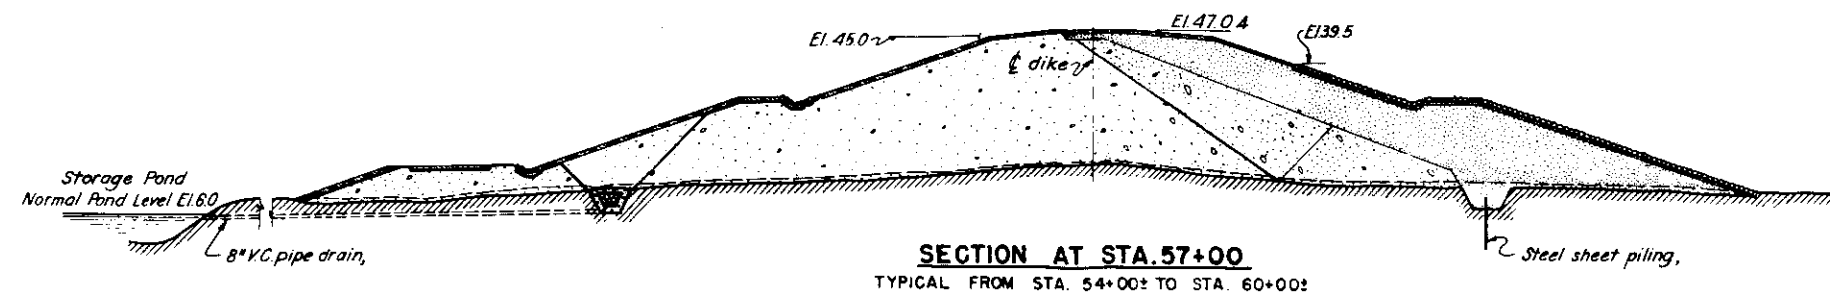 El. 45.0
El. 47.0 4
El. 39.5
℄ dike
Storage Pond
Normal Pond Level El. 6.0
8" V.C. pipe drain,
Steel sheet piling,
SECTION AT STA. 57+00
TYPICAL FROM STA. 54+00± TO STA. 60+00±